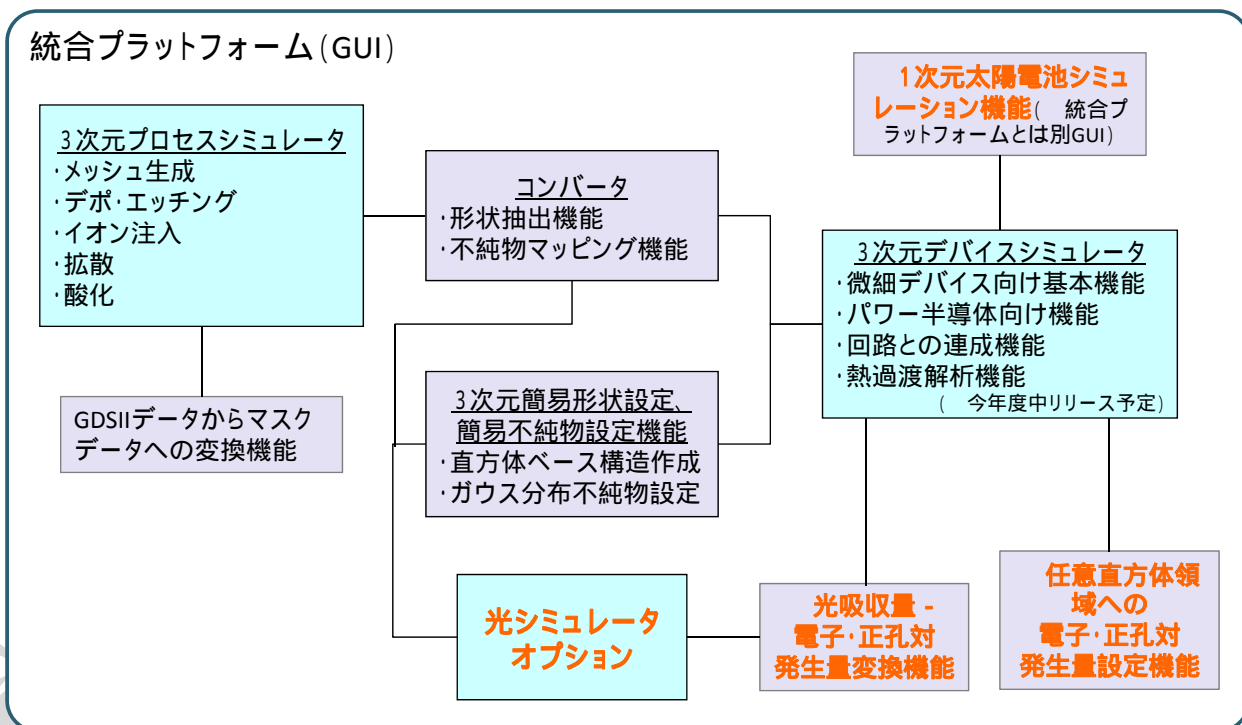 統合プラットフォーム(GUI)
1次元太陽電池シミュ
レーション機能( 統合プ
ラットフォームとは別GUI)
3次元プロセスシミュレータ
･メッシュ生成
･デポ･エッチング
･イオン注入
･拡散
･酸化
コンバータ
･形状抽出機能
･不純物マッピング機能
3次元デバイスシミュレータ
･微細デバイス向け基本機能
･パワー半導体向け機能
･回路との連成機能
･熱過渡解析機能
( 今年度中リリース予定)
GDSIIデータからマスク
データへの変換機能
3次元簡易形状設定、
簡易不純物設定機能
･直方体ベース構造作成
･ガウス分布不純物設定
光シミュレータ
オプション
光吸収量 -
電子･正孔対
発生量変換機能
任意直方体領
域への
電子･正孔対
発生量設定機能